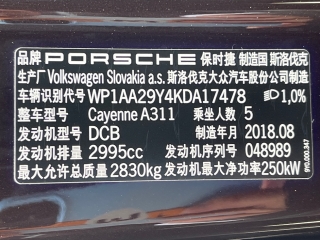 品牌 PORSCHE 保时捷 制造国 斯洛伐克
生产厂 Volkswagen Slovakia a.s. 斯洛伐克大众汽车股份公司制造
车辆识别代号 WP1AA29Y4KDA17478 1,0%
整车型号 Cayenne A311 乘坐人数 5
发动机型号 DCB 制造年月 2018.08
发动机排量 2995cc 发动机序列号 048989
最大允许总质量 2830kg 发动机最大净功率 250kW